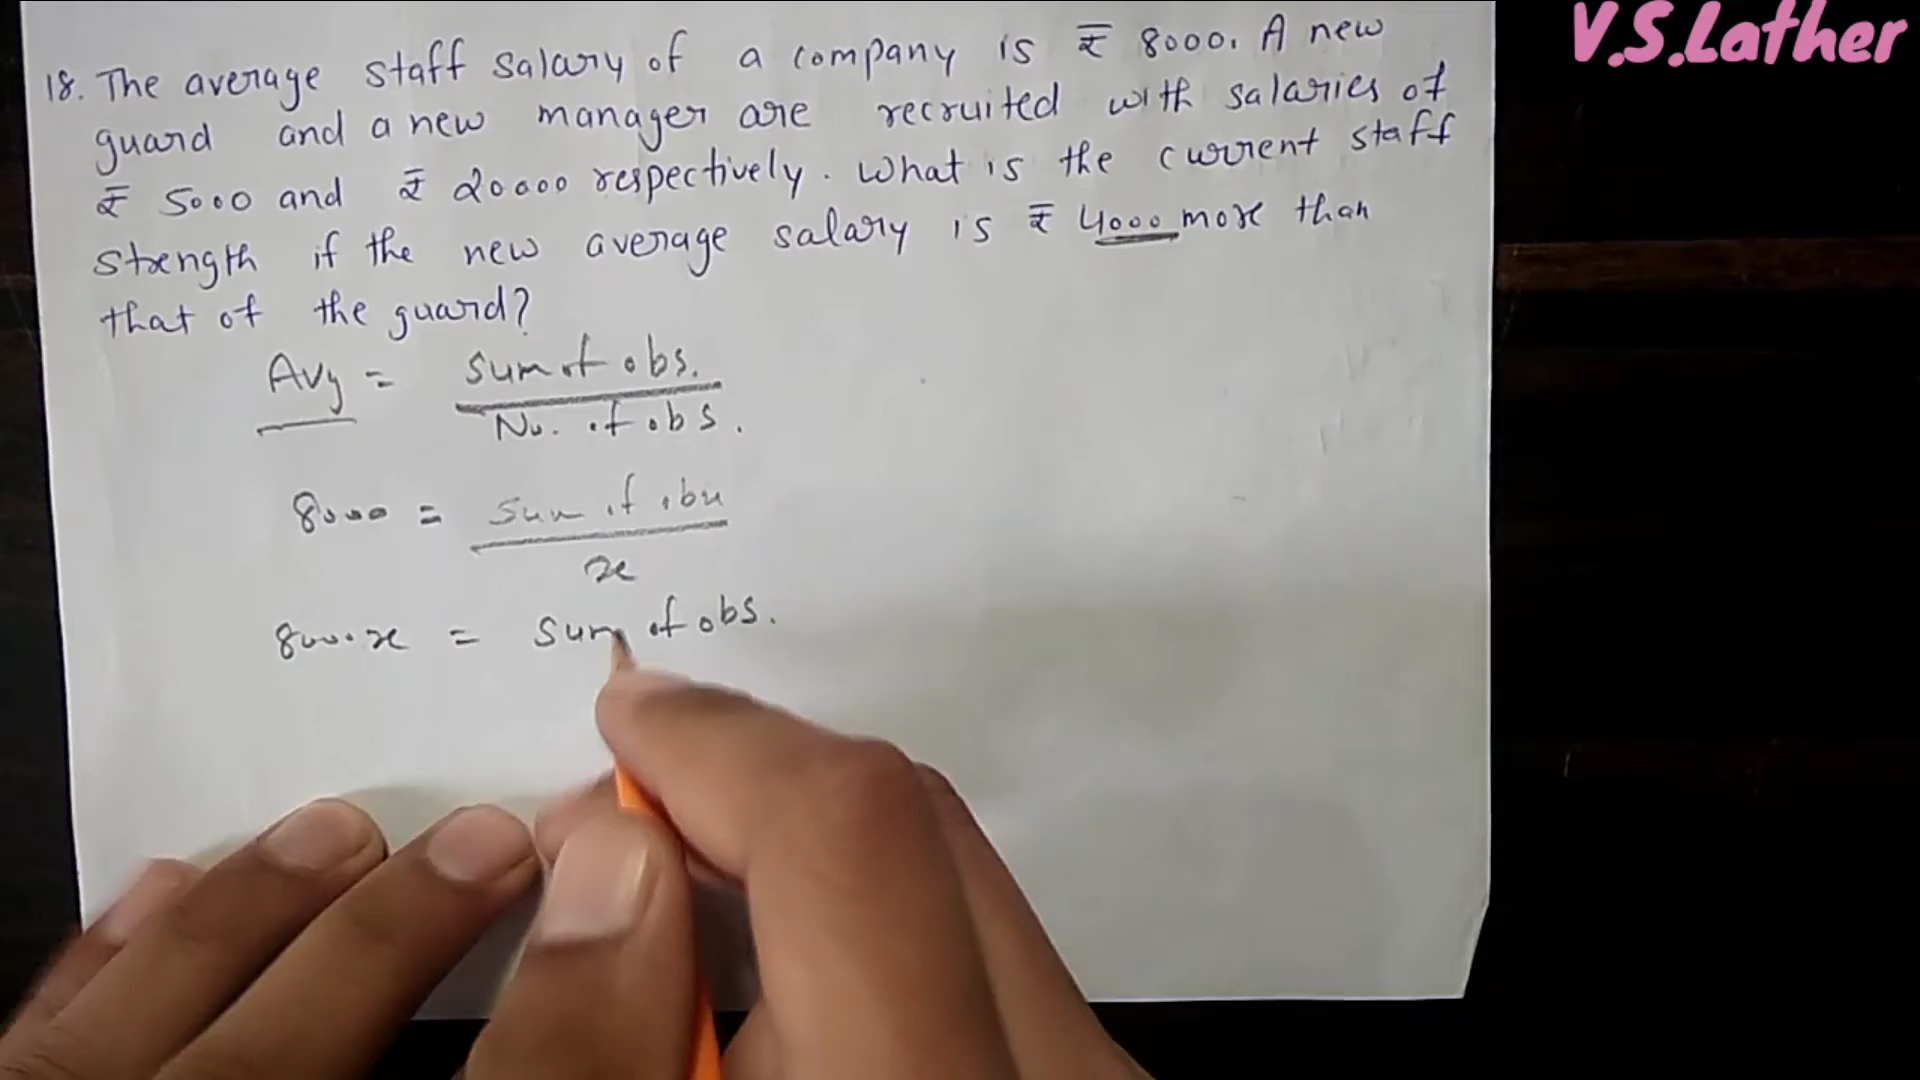 V.S.Lather
18. The average staff salary of a company is ₹ 8000. A new
guard and a new manager are recruited with salaries of
₹ 5000 and ₹ 20000 respectively. What is the current staff
strength if the new average salary is ₹ 4000 more than
that of the guard?
Avg = sum of obs.
No. of obs.
8000 = sum of obs
x
8000.x = sum of obs.